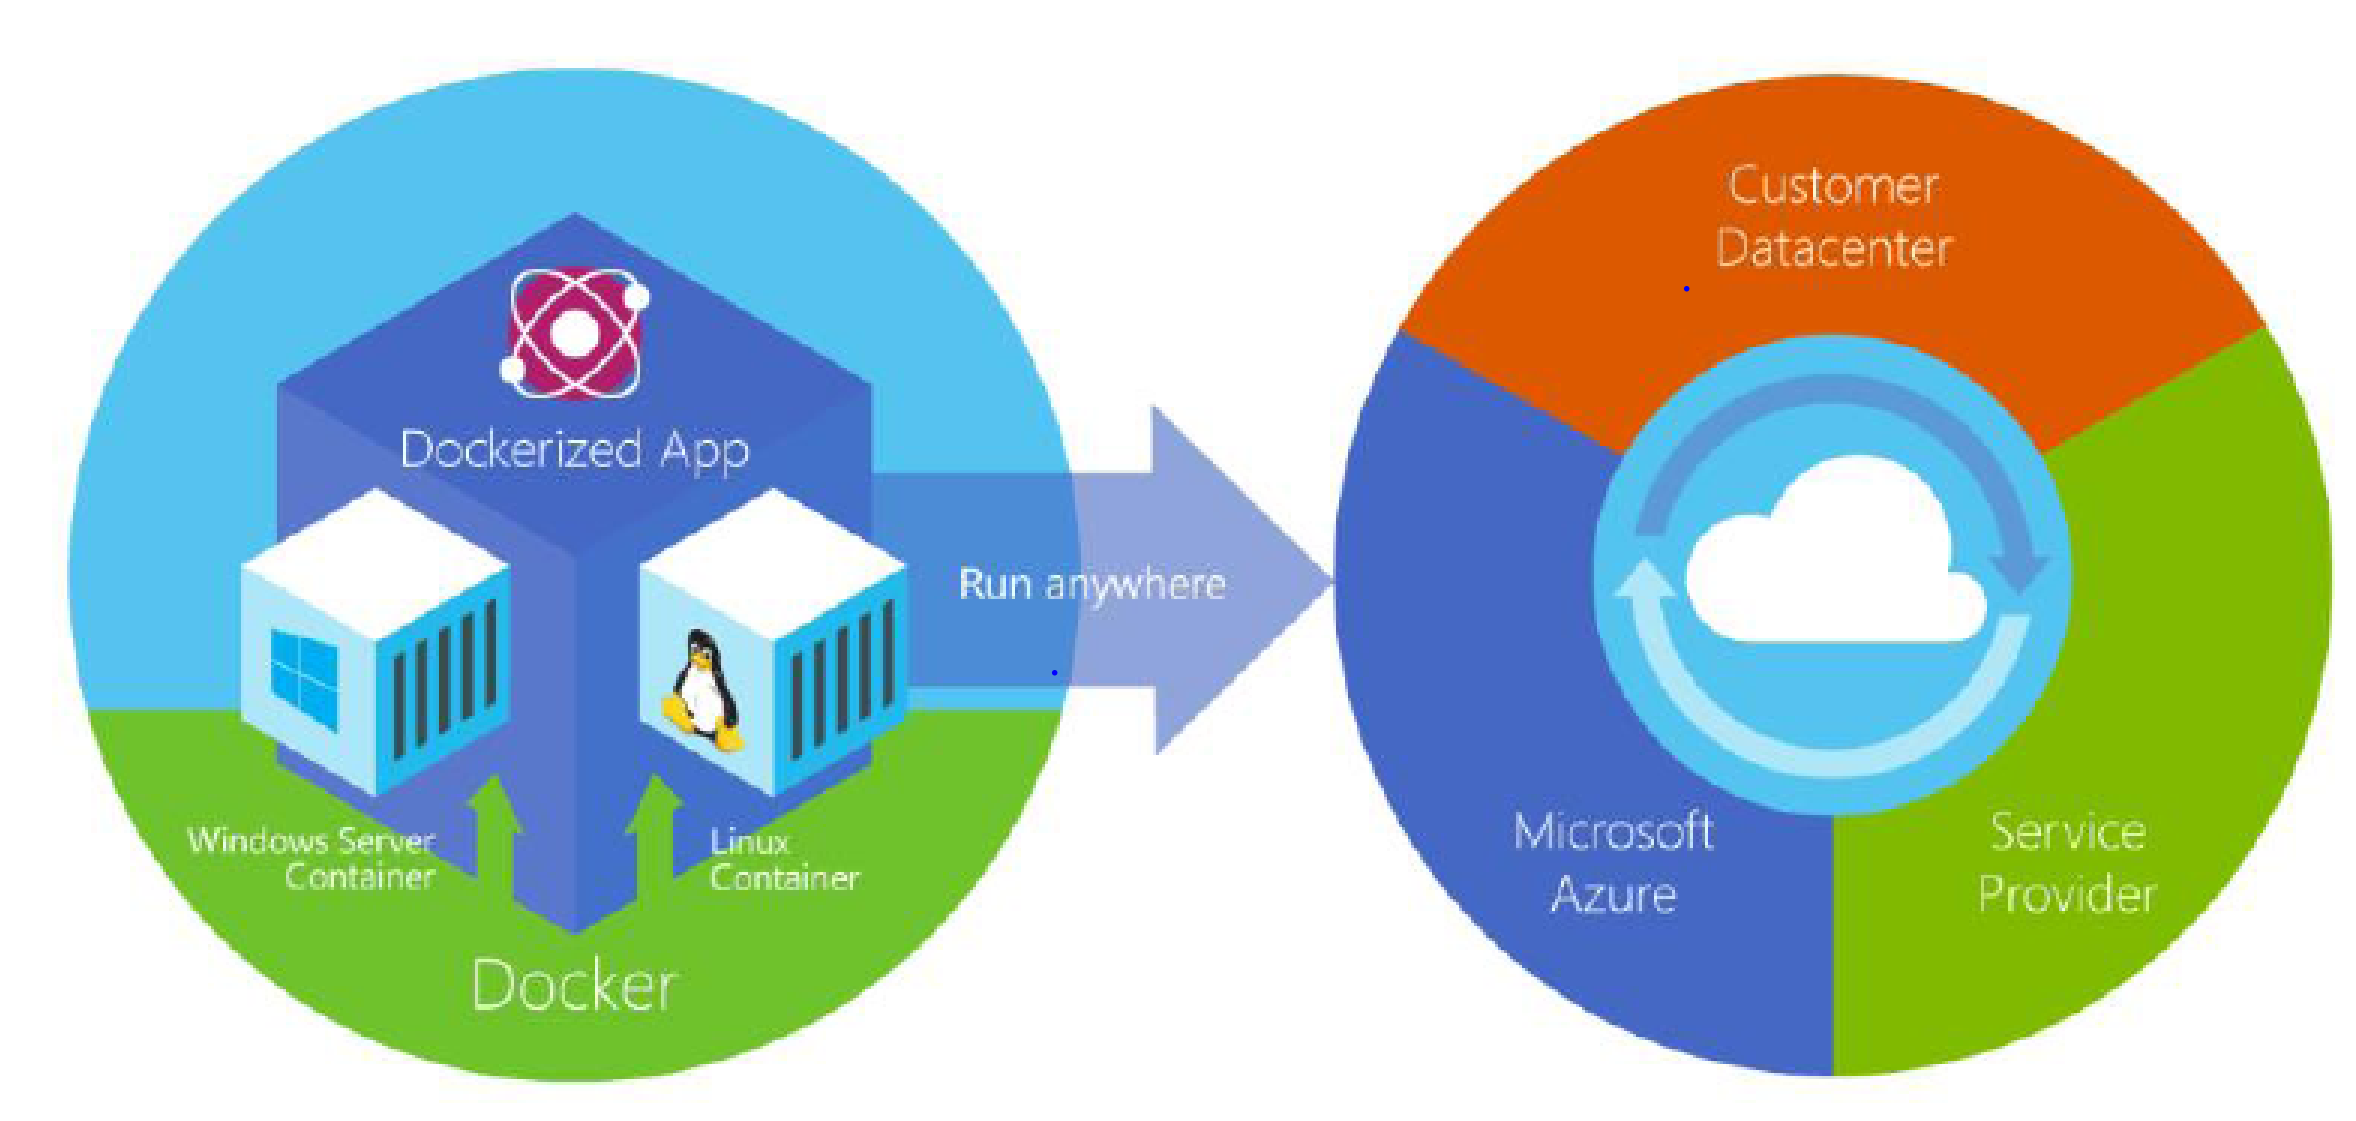 Dockerized App
Windows Server
Container
Linux
Container
Docker
Run anywhere
Customer
Datacenter
Microsoft
Azure
Service
Provider